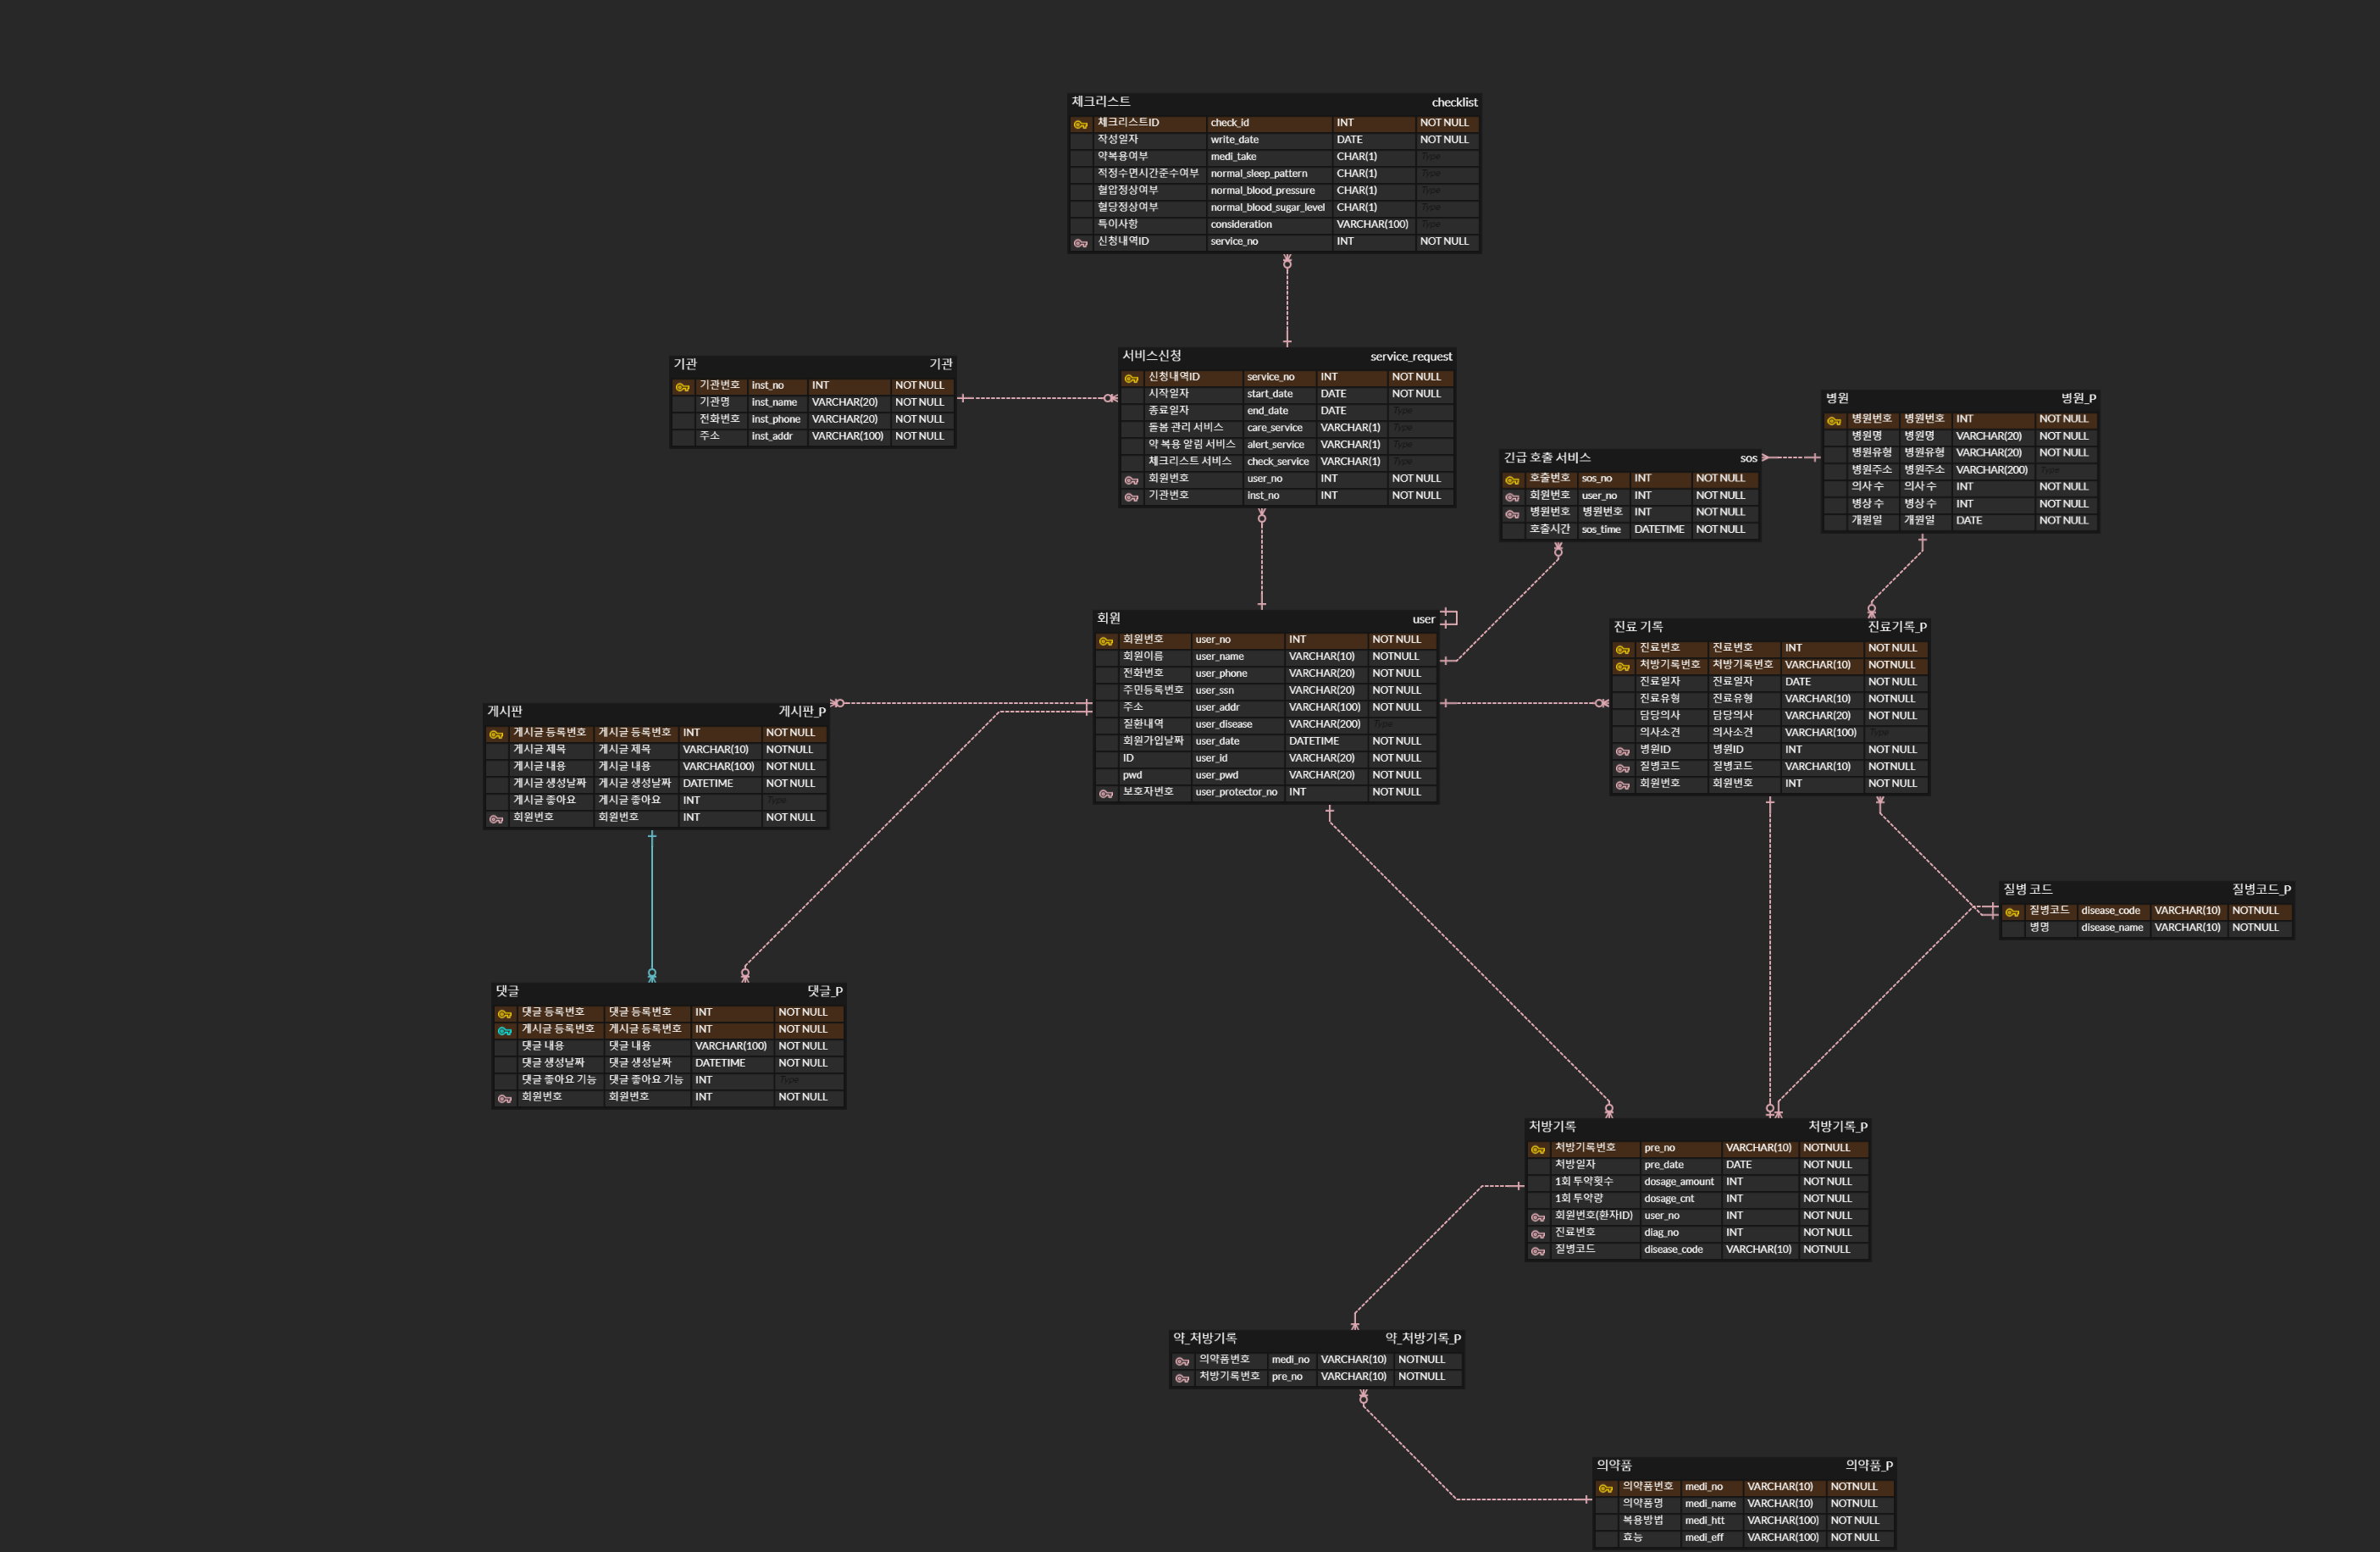 체크리스트 checklist
체크리스트ID check_id INT NOT NULL
작성일자 write_date DATE NOT NULL
약복용여부 medi_take CHAR(1) Type
적정수면시간준수여부 normal_sleep_pattern CHAR(1) Type
혈압정상여부 normal_blood_pressure CHAR(1) Type
혈당정상여부 normal_blood_sugar_level CHAR(1) Type
특이사항 consideration VARCHAR(100) Type
신청내역ID service_no INT NOT NULL
기관 기관
기관번호 inst_no INT NOT NULL
기관명 inst_name VARCHAR(20) NOT NULL
전화번호 inst_phone VARCHAR(20) NOT NULL
주소 inst_addr VARCHAR(100) NOT NULL
서비스신청 service_request
신청내역ID service_no INT NOT NULL
시작일자 start_date DATE NOT NULL
종료일자 end_date DATE Type
돌봄 관리 서비스 care_service VARCHAR(1) Type
약 복용 알림 서비스 alert_service VARCHAR(1) Type
체크리스트 서비스 check_service VARCHAR(1) Type
회원번호 user_no INT NOT NULL
기관번호 inst_no INT NOT NULL
긴급 호출 서비스 sos
호출번호 sos_no INT NOT NULL
회원번호 user_no INT NOT NULL
병원번호 병원번호 INT NOT NULL
호출시간 sos_time DATETIME NOT NULL
병원 병원_P
병원번호 병원번호 INT NOT NULL
병원명 병원명 VARCHAR(20) NOT NULL
병원유형 병원유형 VARCHAR(20) NOT NULL
병원주소 병원주소 VARCHAR(200) Type
의사 수 의사 수 INT NOT NULL
병상 수 병상 수 INT NOT NULL
개원일 개원일 DATE NOT NULL
회원 user
회원번호 user_no INT NOT NULL
회원이름 user_name VARCHAR(10) NOTNULL
전화번호 user_phone VARCHAR(20) NOT NULL
주민등록번호 user_ssn VARCHAR(20) NOT NULL
주소 user_addr VARCHAR(100) NOT NULL
질환내역 user_disease VARCHAR(200) Type
회원가입날짜 user_date DATETIME NOT NULL
ID user_id VARCHAR(20) NOT NULL
pwd user_pwd VARCHAR(20) NOT NULL
보호자번호 user_protector_no INT NOT NULL
진료 기록 진료기록_P
진료번호 진료번호 INT NOT NULL
처방기록번호 처방기록번호 VARCHAR(10) NOTNULL
진료일자 진료일자 DATE NOT NULL
진료유형 진료유형 VARCHAR(10) NOTNULL
담당의사 담당의사 VARCHAR(20) NOT NULL
의사소견 의사소견 VARCHAR(100) Type
병원ID 병원ID INT NOT NULL
질병코드 질병코드 VARCHAR(10) NOTNULL
회원번호 회원번호 INT NOT NULL
게시판 게시판_P
게시글 등록번호 게시글 등록번호 INT NOT NULL
게시글 제목 게시글 제목 VARCHAR(10) NOTNULL
게시글 내용 게시글 내용 VARCHAR(100) NOT NULL
게시글 생성날짜 게시글 생성날짜 DATETIME NOT NULL
게시글 좋아요 게시글 좋아요 INT Type
회원번호 회원번호 INT NOT NULL
질병 코드 질병코드_P
질병코드 disease_code VARCHAR(10) NOTNULL
병명 disease_name VARCHAR(10) NOTNULL
댓글 댓글_P
댓글 등록번호 댓글 등록번호 INT NOT NULL
게시글 등록번호 게시글 등록번호 INT NOT NULL
댓글 내용 댓글 내용 VARCHAR(100) NOT NULL
댓글 생성날짜 댓글 생성날짜 DATETIME NOT NULL
댓글 좋아요 기능 댓글 좋아요 기능 INT Type
회원번호 회원번호 INT NOT NULL
처방기록 처방기록_P
처방기록번호 pre_no VARCHAR(10) NOTNULL
처방일자 pre_date DATE NOT NULL
1회 투약횟수 dosage_amount INT NOT NULL
1회 투약량 dosage_cnt INT NOT NULL
회원번호(환자ID) user_no INT NOT NULL
진료번호 diag_no INT NOT NULL
질병코드 disease_code VARCHAR(10) NOTNULL
약_처방기록 약_처방기록_P
의약품번호 medi_no VARCHAR(10) NOTNULL
처방기록번호 pre_no VARCHAR(10) NOTNULL
의약품 의약품_P
의약품번호 medi_no VARCHAR(10) NOTNULL
의약품명 medi_name VARCHAR(10) NOTNULL
복용방법 medi_htt VARCHAR(100) NOT NULL
효능 medi_eff VARCHAR(100) NOT NULL